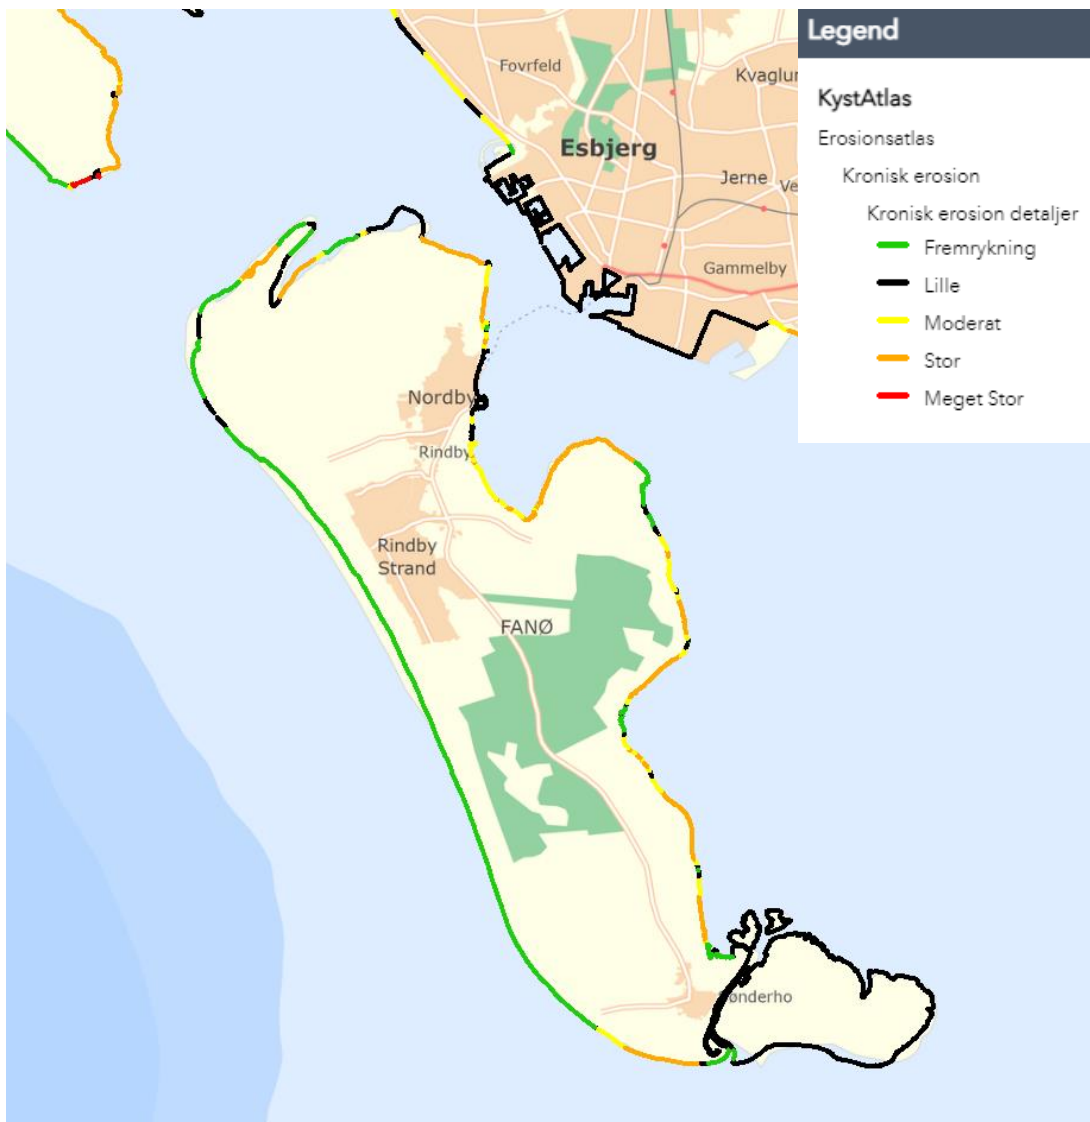 Legend
KystAtlas
Erosionsatlas
Kronisk erosion
Kronisk erosion detaljer
Fremrykning
Lille
Moderat
Stor
Meget Stor
Fovrfeld
Esbjerg
Jerne
Gammelby
Nordby
Rindby
Rindby
Strand
FANØ